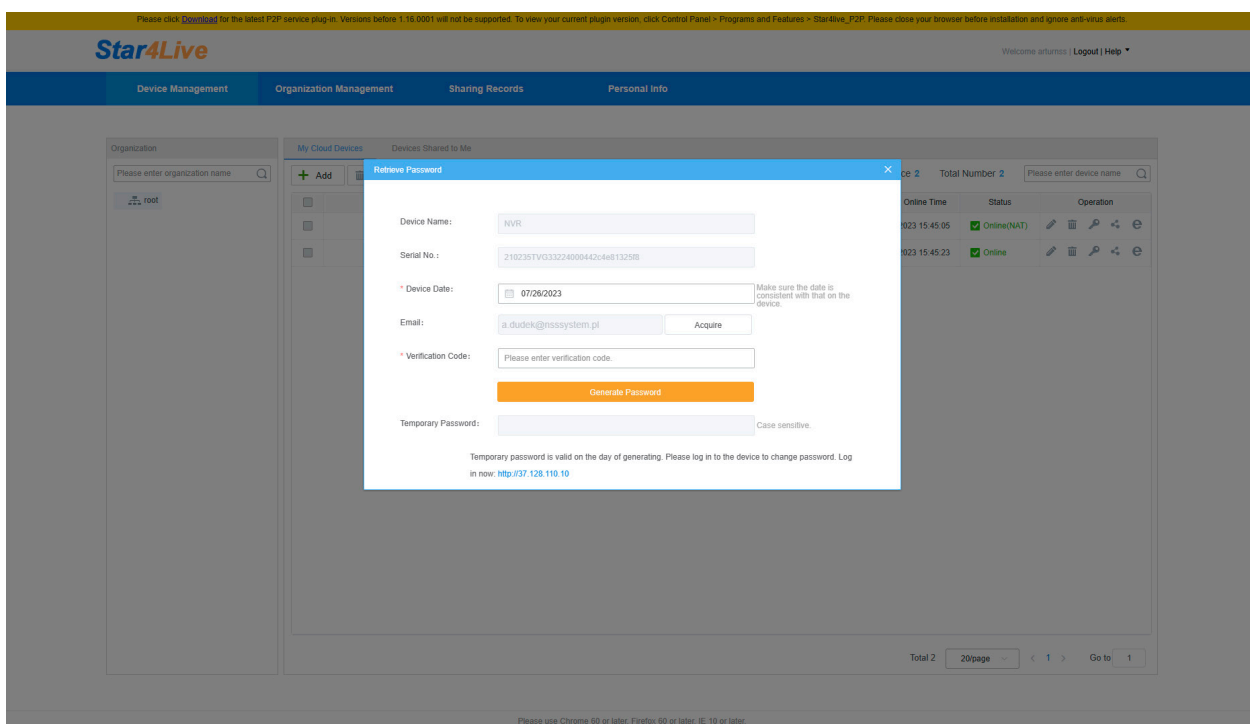 Please click Download for the latest P2P service plug-in. Versions before 1.16.0001 will not be supported. To view your current plugin version, click Control Panel > Programs and Features > Star4live_P2P. Please close your browser before installation and ignore anti-virus alerts.
Star4Live
Welcome arturnss | Logout | Help
Device Management Organization Management Sharing Records Personal Info
Organization
My Cloud Devices Devices Shared to Me
Please enter organization name
Add
Retrieve Password
ce 2 Total Number 2 Please enter device name
root
Online Time Status Operation
Device Name: NVR
2023 15:45:05 Online(NAT)
Serial No.:
2023 15:45:23 Online
* Device Date: 07/26/2023
Make sure the date is
consistent with that on the
device.
Email: a.dudek@nsssystem.pl Acquire
* Verification Code: Please enter verification code.
Generate Password
Temporary Password: Case sensitive.
Temporary password is valid on the day of generating. Please log in to the device to change password. Log
in now: http://37.128.110.10
Total 2 20/page < 1 > Go to 1
Please use Chrome 60 or later, Firefox 60 or later, IE 10 or later.